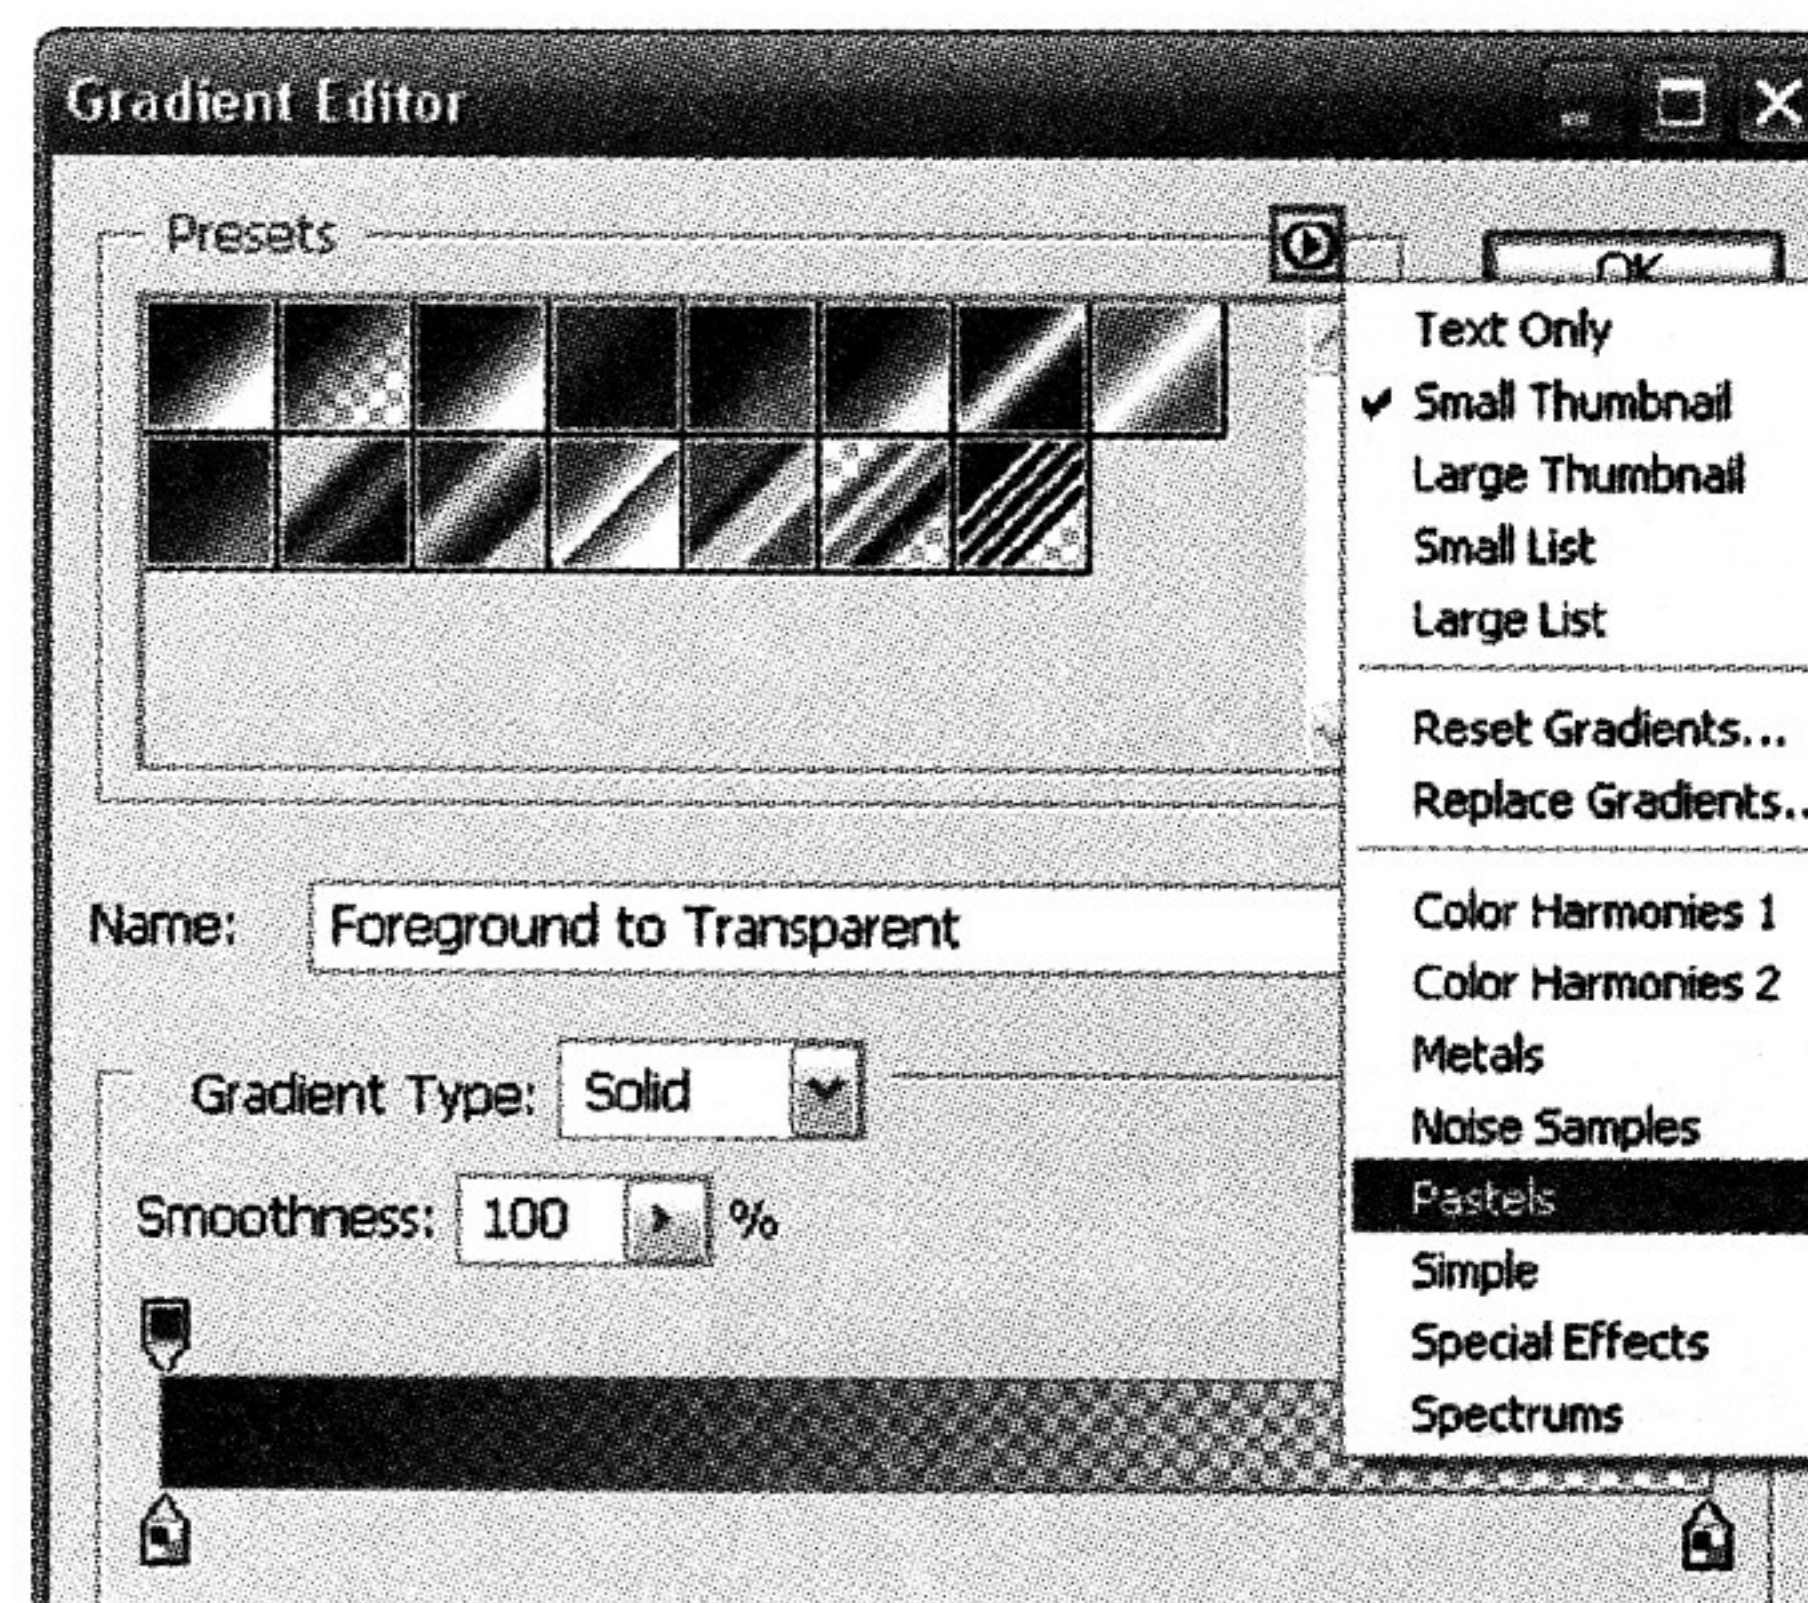 Gradient Editor
Presets
OK
Text Only
Small Thumbnail
Large Thumbnail
Small List
Large List
Reset Gradients...
Replace Gradients..
Color Harmonies 1
Color Harmonies 2
Metals
Noise Samples
Pastels
Simple
Special Effects
Spectrums
Name: Foreground to Transparent
Gradient Type: Solid
Smoothness: 100 %